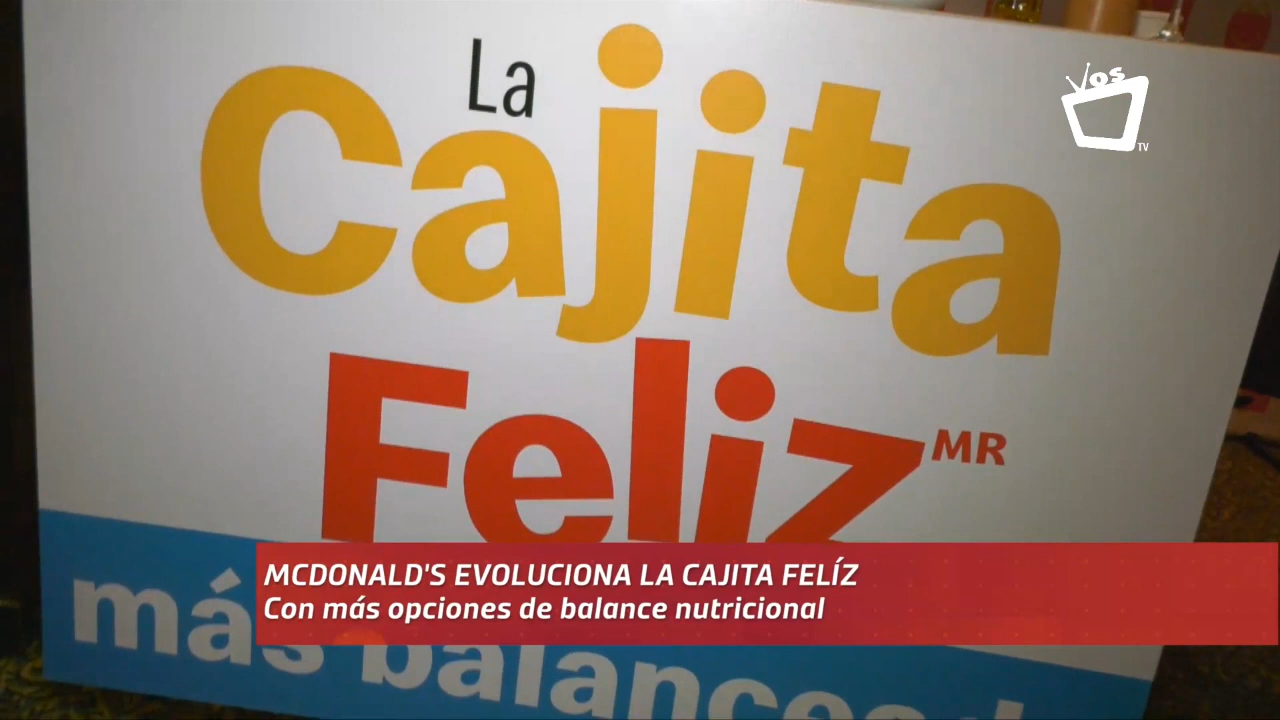 La
Cajita
Feliz MR
VOS
TV
MCDONALD'S EVOLUCIONA LA CAJITA FELÍZ
Con más opciones de balance nutricional
más